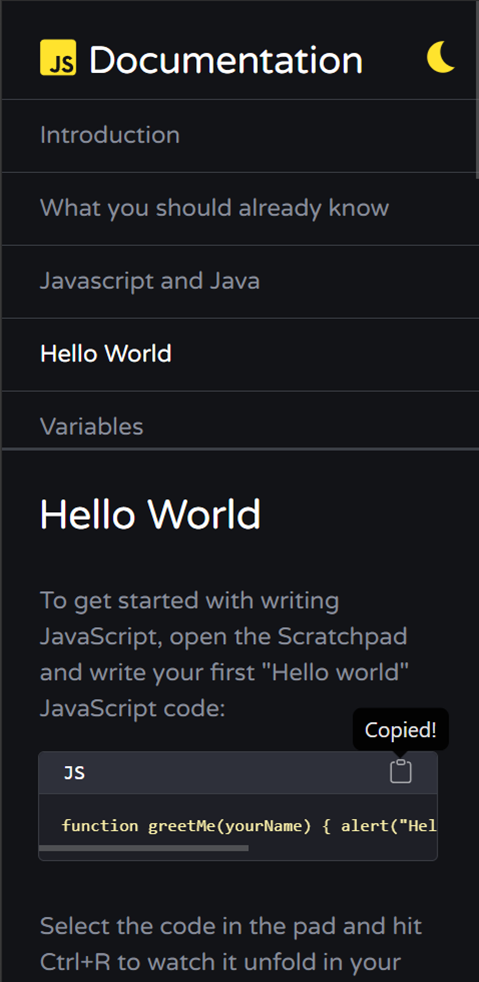 JS Documentation
Introduction
What you should already know
Javascript and Java
Hello World
Variables
Hello World
To get started with writing
JavaScript, open the Scratchpad
and write your first "Hello world"
JavaScript code:
Copied!
JS
function greetMe(yourName) { alert("Hel
Select the code in the pad and hit
Ctrl+R to watch it unfold in your